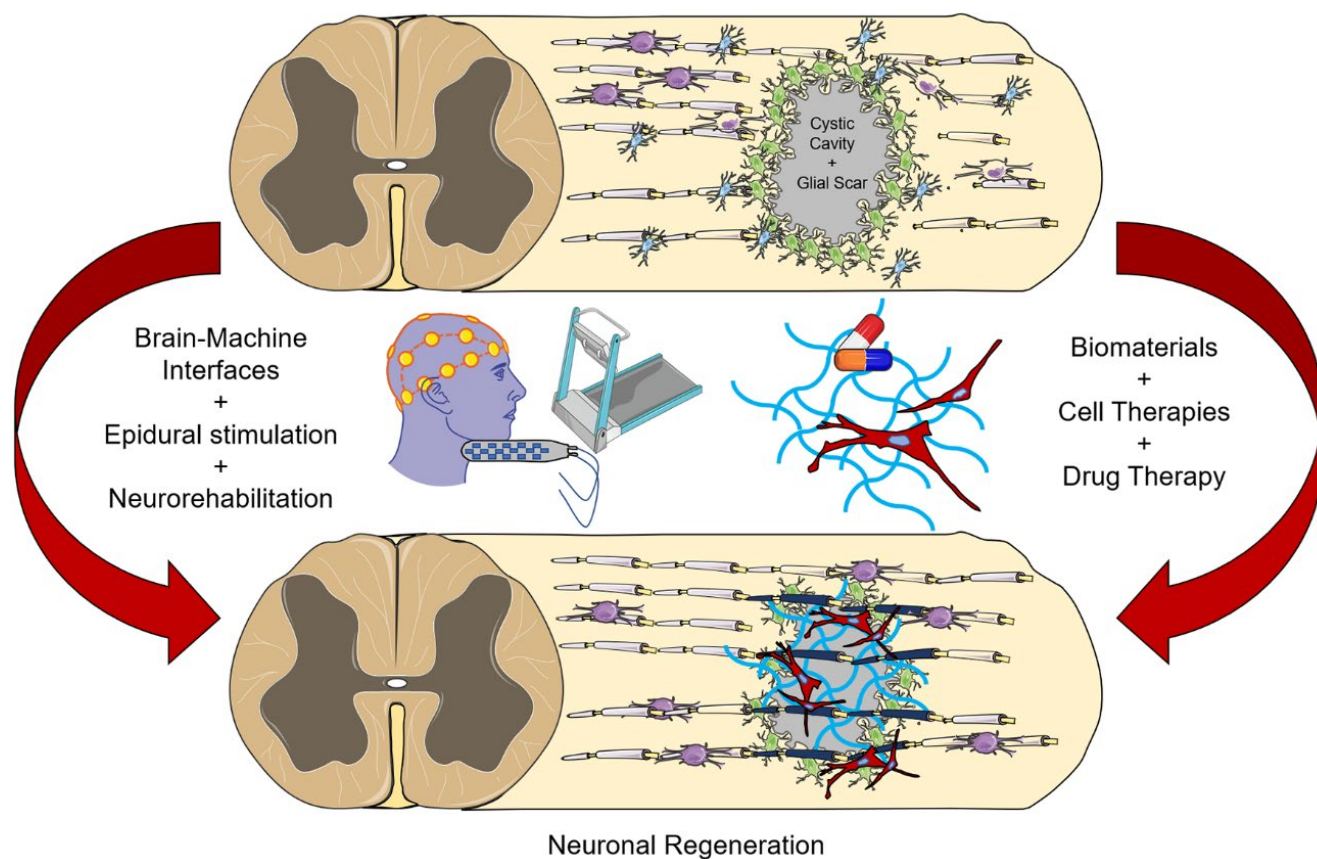 Cystic
Cavity
+
Glial Scar
Brain-Machine
Interfaces
+
Epidural stimulation
+
Neurorehabilitation
Biomaterials
+
Cell Therapies
+
Drug Therapy
Neuronal Regeneration